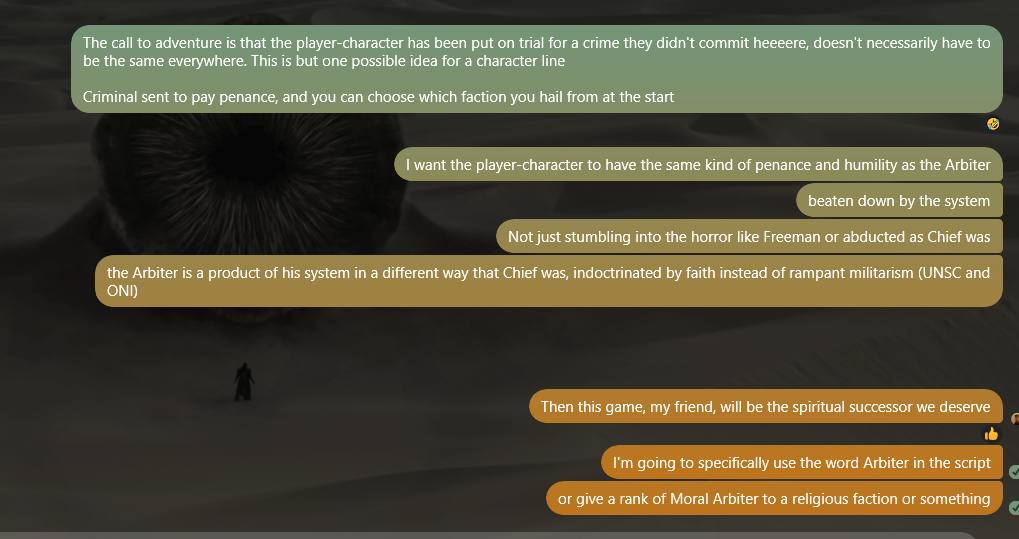 The call to adventure is that the player-character has been put on trial for a crime they didn't commit heeeere, doesn't necessarily have to
be the same everywhere. This is but one possible idea for a character line
Criminal sent to pay penance, and you can choose which faction you hail from at the start
I want the player-character to have the same kind of penance and humility as the Arbiter
beaten down by the system
Not just stumbling into the horror like Freeman or abducted as Chief was
the Arbiter is a product of his system in a different way that Chief was, indoctrinated by faith instead of rampant militarism (UNSC and
ONI)
Then this game, my friend, will be the spiritual successor we deserve
I'm going to specifically use the word Arbiter in the script
or give a rank of Moral Arbiter to a religious faction or something